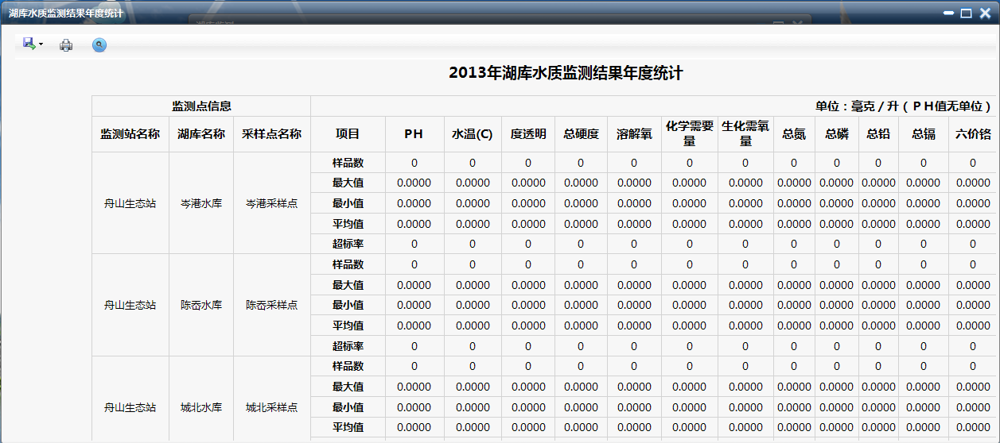 湖库水质监测结果年度统计
2013年湖库水质监测结果年度统计
监测点信息 单位：毫克/升（PH值无单位）
监测站名称 湖库名称 采样点名称 项目 PH 水温(C) 度透明 总硬度 溶解氧 化学需要量 生化需氧量 总氮 总磷 总铅 总镉 六价铬
样品数 0 0 0 0 0 0 0 0 0 0 0 0
最大值 0.0000 0.0000 0.0000 0.0000 0.0000 0.0000 0.0000 0.0000 0.0000 0.0000 0.0000 0.0000
舟山生态站 岑港水库 岑港采样点 最小值 0.0000 0.0000 0.0000 0.0000 0.0000 0.0000 0.0000 0.0000 0.0000 0.0000 0.0000 0.0000
平均值 0.0000 0.0000 0.0000 0.0000 0.0000 0.0000 0.0000 0.0000 0.0000 0.0000 0.0000 0.0000
超标率 0 0 0 0 0 0 0 0 0 0 0 0
样品数 0 0 0 0 0 0 0 0 0 0 0 0
最大值 0.0000 0.0000 0.0000 0.0000 0.0000 0.0000 0.0000 0.0000 0.0000 0.0000 0.0000 0.0000
舟山生态站 陈岙水库 陈岙采样点 最小值 0.0000 0.0000 0.0000 0.0000 0.0000 0.0000 0.0000 0.0000 0.0000 0.0000 0.0000 0.0000
平均值 0.0000 0.0000 0.0000 0.0000 0.0000 0.0000 0.0000 0.0000 0.0000 0.0000 0.0000 0.0000
超标率 0 0 0 0 0 0 0 0 0 0 0 0
样品数 0 0 0 0 0 0 0 0 0 0 0 0
最大值 0.0000 0.0000 0.0000 0.0000 0.0000 0.0000 0.0000 0.0000 0.0000 0.0000 0.0000 0.0000
舟山生态站 城北水库 城北采样点 最小值 0.0000 0.0000 0.0000 0.0000 0.0000 0.0000 0.0000 0.0000 0.0000 0.0000 0.0000 0.0000
平均值 0.0000 0.0000 0.0000 0.0000 0.0000 0.0000 0.0000 0.0000 0.0000 0.0000 0.0000 0.0000